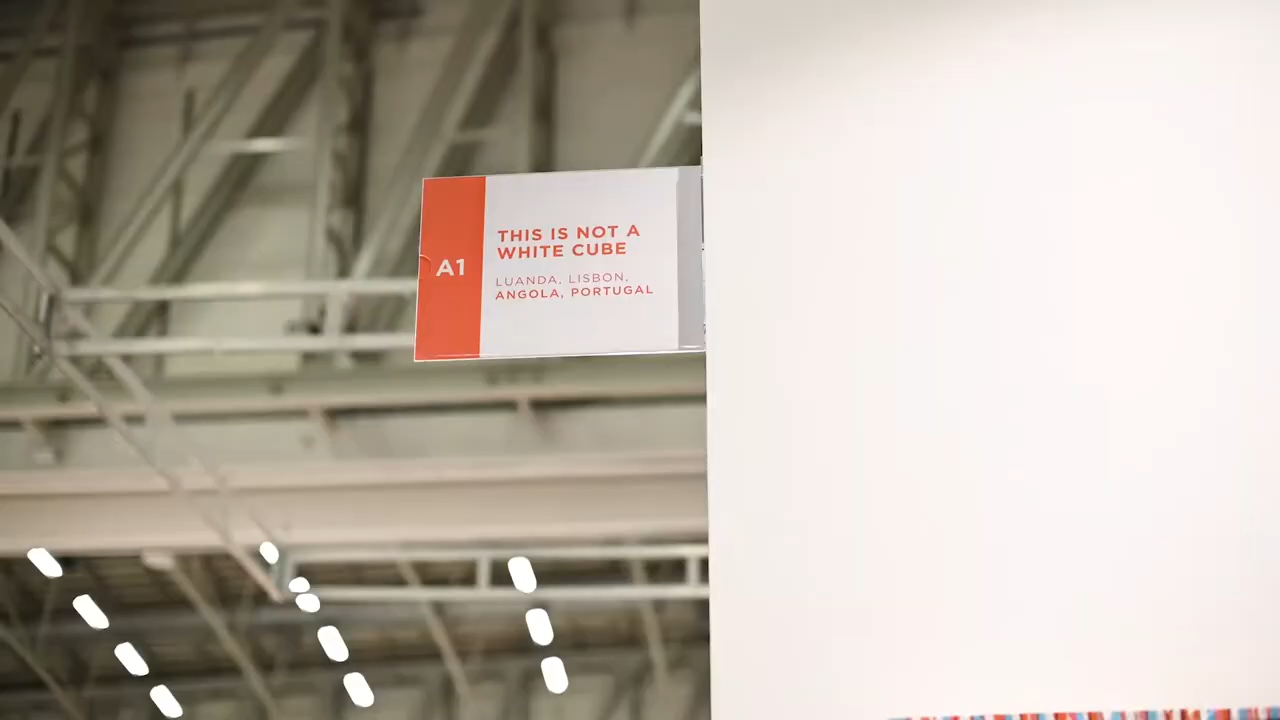 A1
THIS IS NOT A
WHITE CUBE
LUANDA, LISBON,
ANGOLA, PORTUGAL